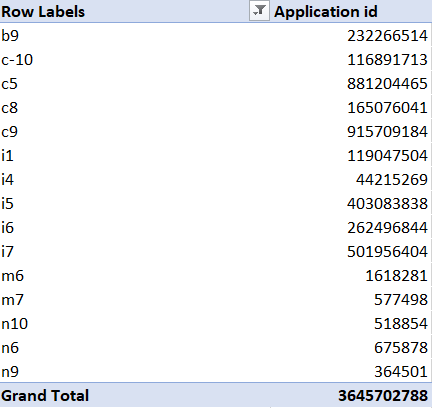 Row Labels Application id
b9 232266514
c-10 116891713
c5 881204465
c8 165076041
c9 915709184
i1 119047504
i4 44215269
i5 403083838
i6 262496844
i7 501956404
m6 1618281
m7 577498
n10 518854
n6 675878
n9 364501
Grand Total 3645702788